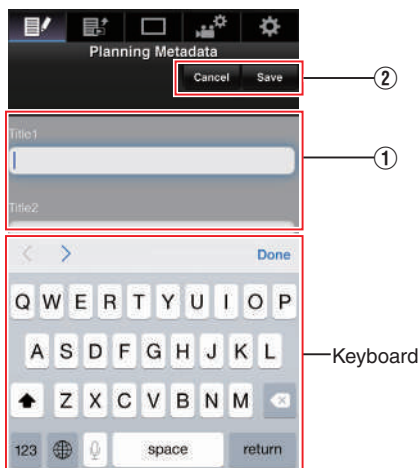 Planning Metadata
Cancel Save
②
Title1
①
Title2
Done
Q W E R T Y U I O P
A S D F G H J K L
Keyboard
Z X C V B N M
123 space return